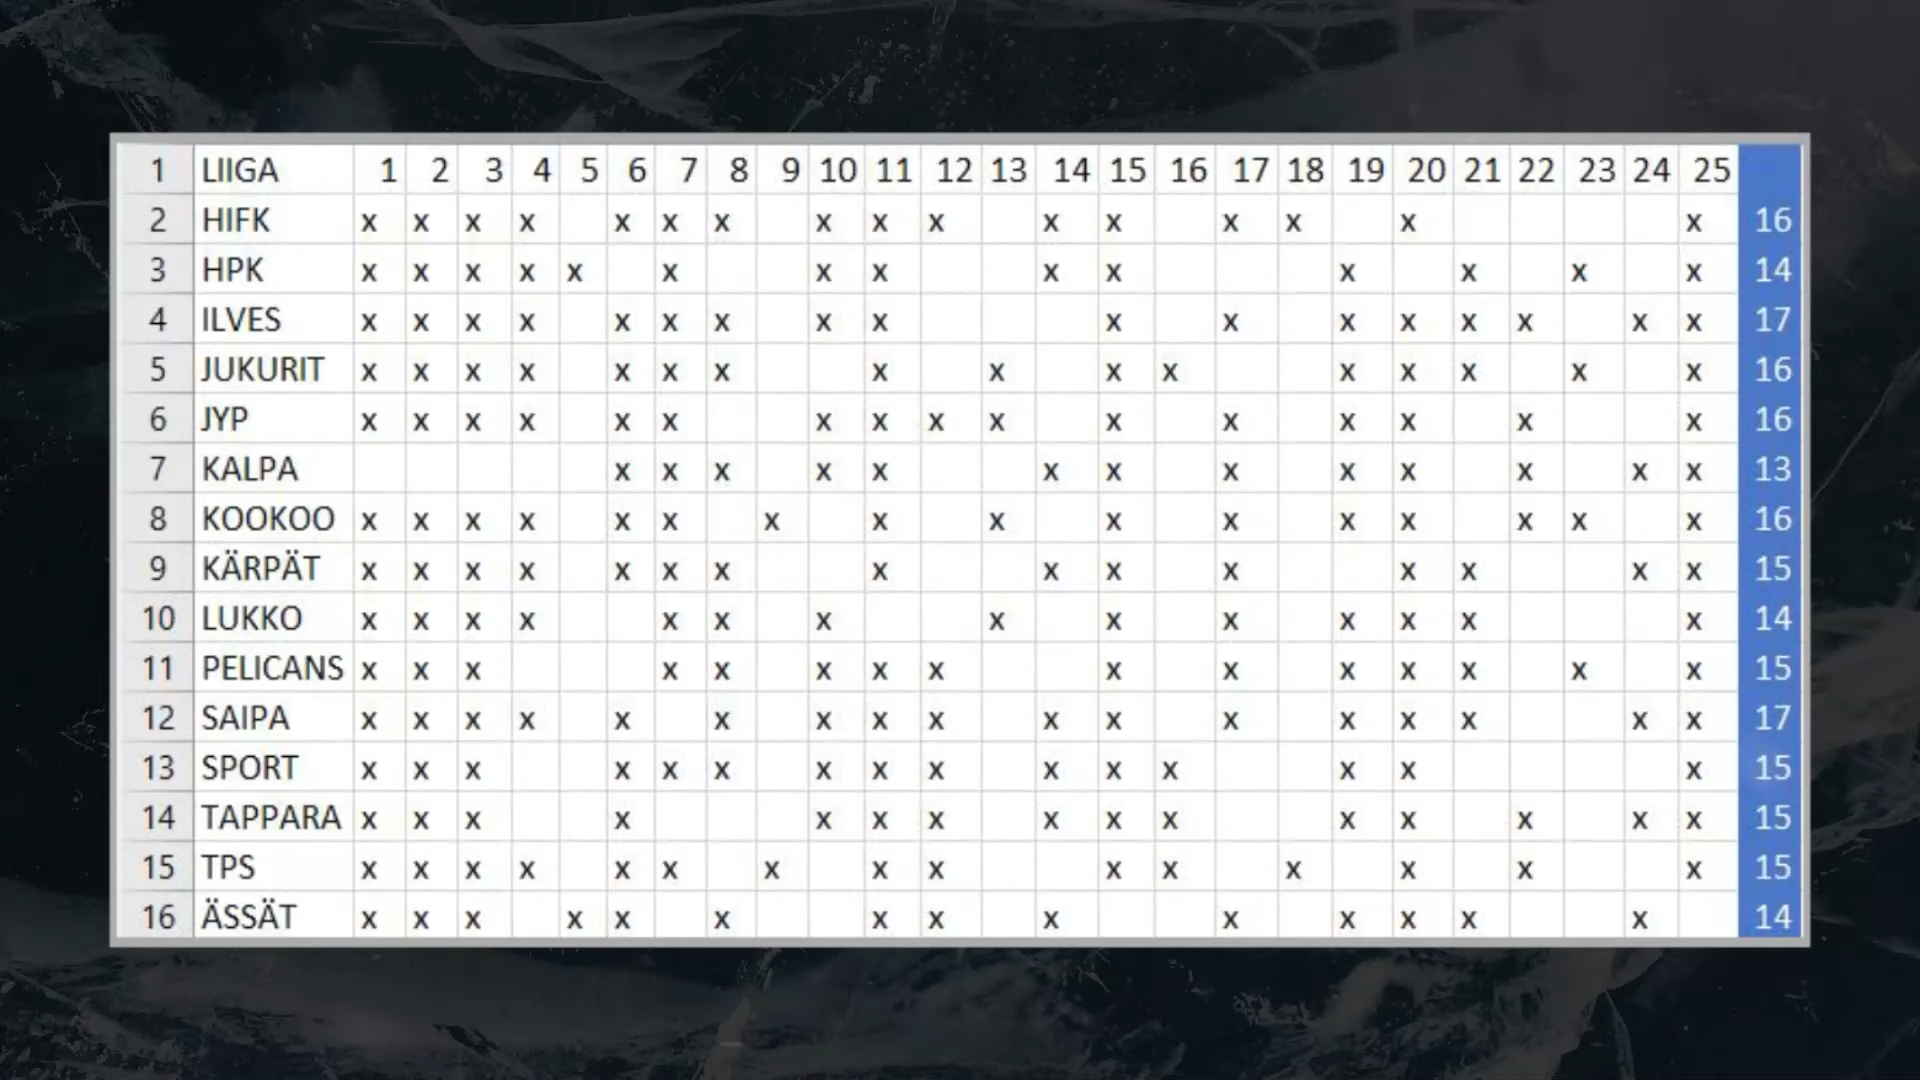 1 LIIGA 1 2 3 4 5 6 7 8 9 10 11 12 13 14 15 16 17 18 19 20 21 22 23 24 25
2 HIFK x x x x x x x x x x x x x x x x 16
3 HPK x x x x x x x x x x x x x x 14
4 ILVES x x x x x x x x x x x x x x x x x 17
5 JUKURIT x x x x x x x x x x x x x x x x 16
6 JYP x x x x x x x x x x x x x x x x 16
7 KALPA x x x x x x x x x x x x x 13
8 KOOKOO x x x x x x x x x x x x x x x x 16
9 KÄRPÄT x x x x x x x x x x x x x x x 15
10 LUKKO x x x x x x x x x x x x x x 14
11 PELICANS x x x x x x x x x x x x x x x 15
12 SAIPA x x x x x x x x x x x x x x x x x 17
13 SPORT x x x x x x x x x x x x x x x 15
14 TAPPARA x x x x x x x x x x x x x x x 15
15 TPS x x x x x x x x x x x x x x x 15
16 ÄSSÄT x x x x x x x x x x x x x x 14